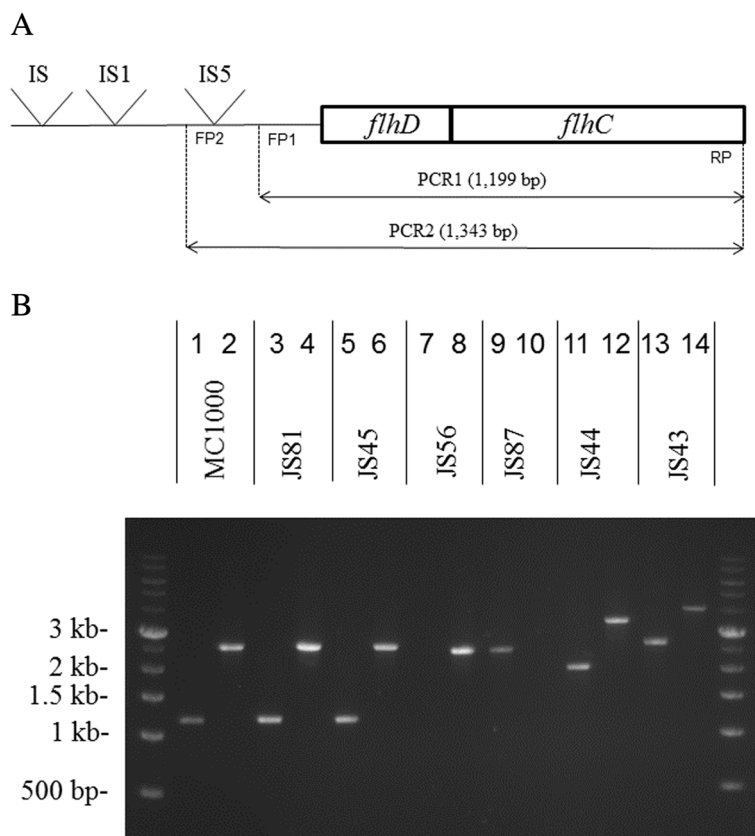 A
IS IS1 IS5
flhD flhC
FP2 FP1 RP
PCR1 (1,199 bp)
PCR2 (1,343 bp)
B
1 2 3 4 5 6 7 8 9 10 11 12 13 14
MC1000 JS81 JS45 JS56 JS87 JS44 JS43
3 kb-
2 kb-
1.5 kb-
1 kb-
500 bp-